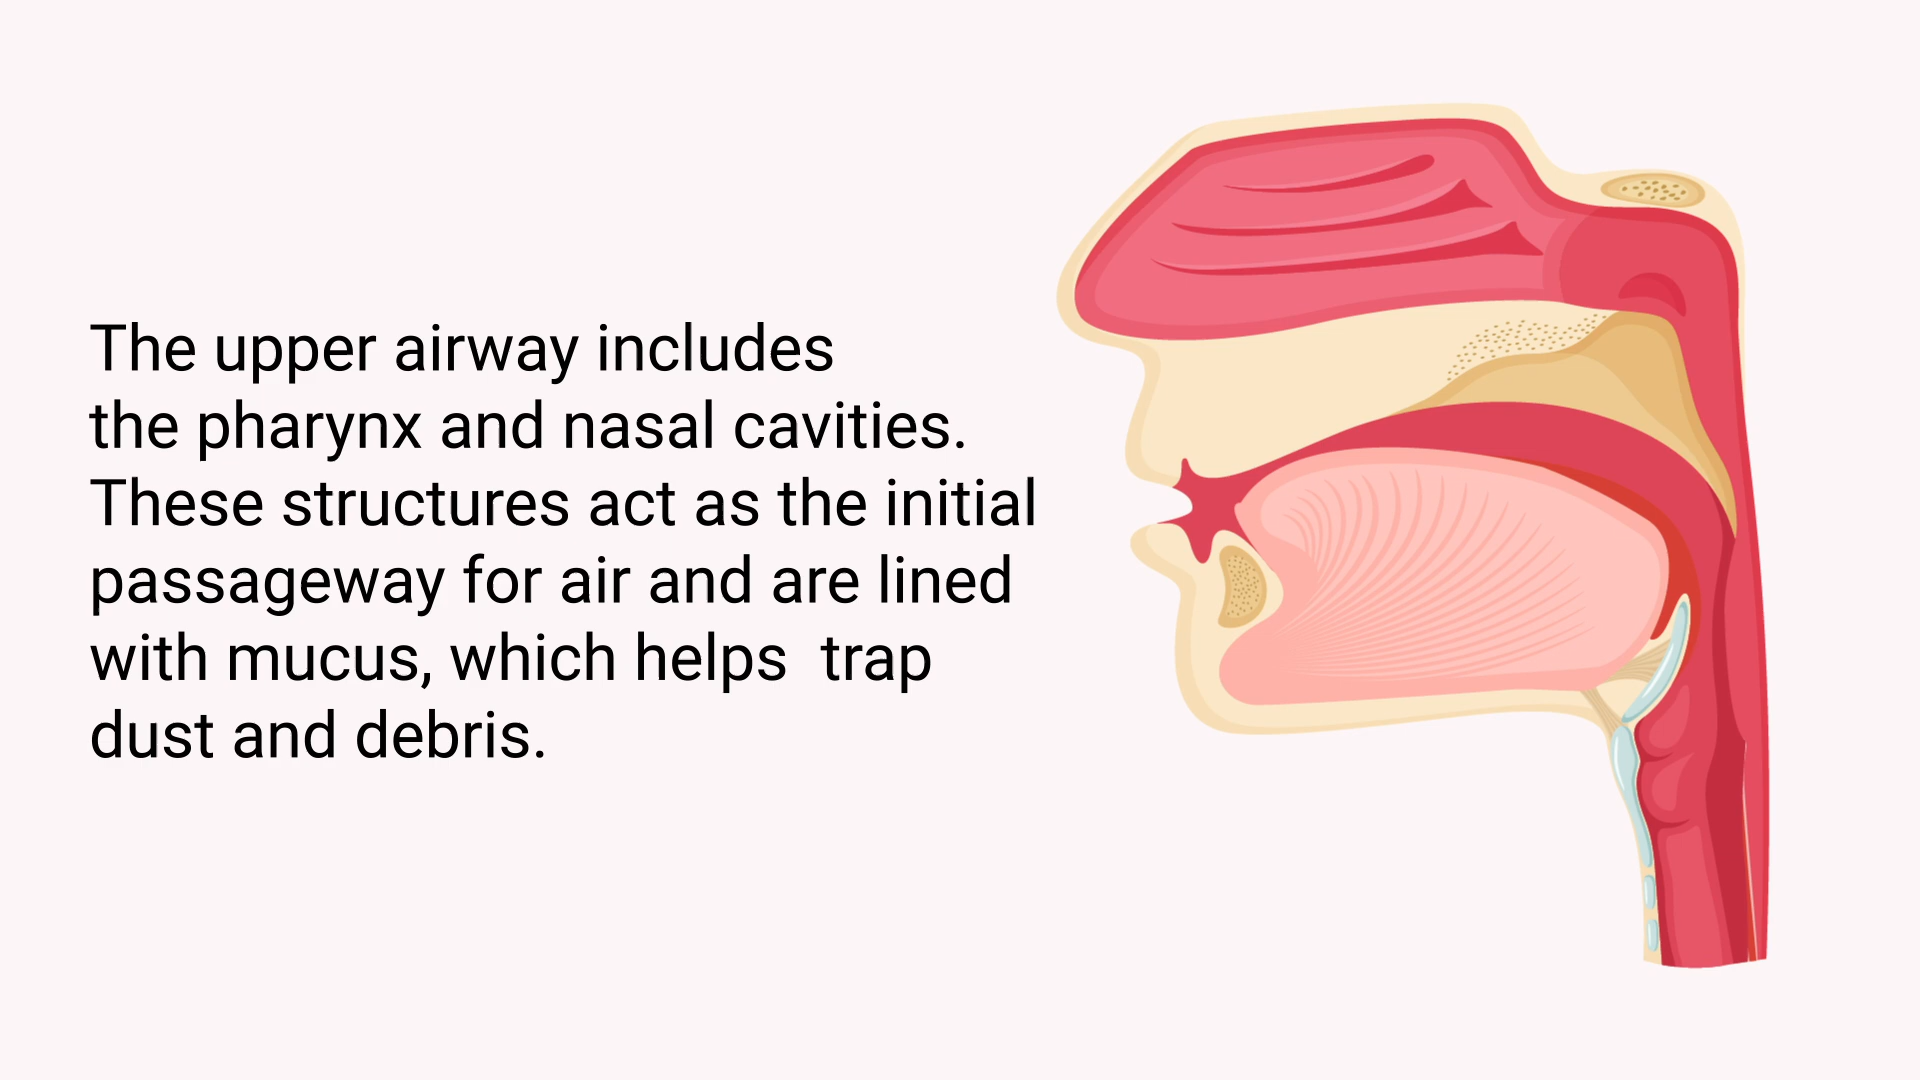 The upper airway includes
the pharynx and nasal cavities.
These structures act as the initial
passageway for air and are lined
with mucus, which helps  trap
dust and debris.